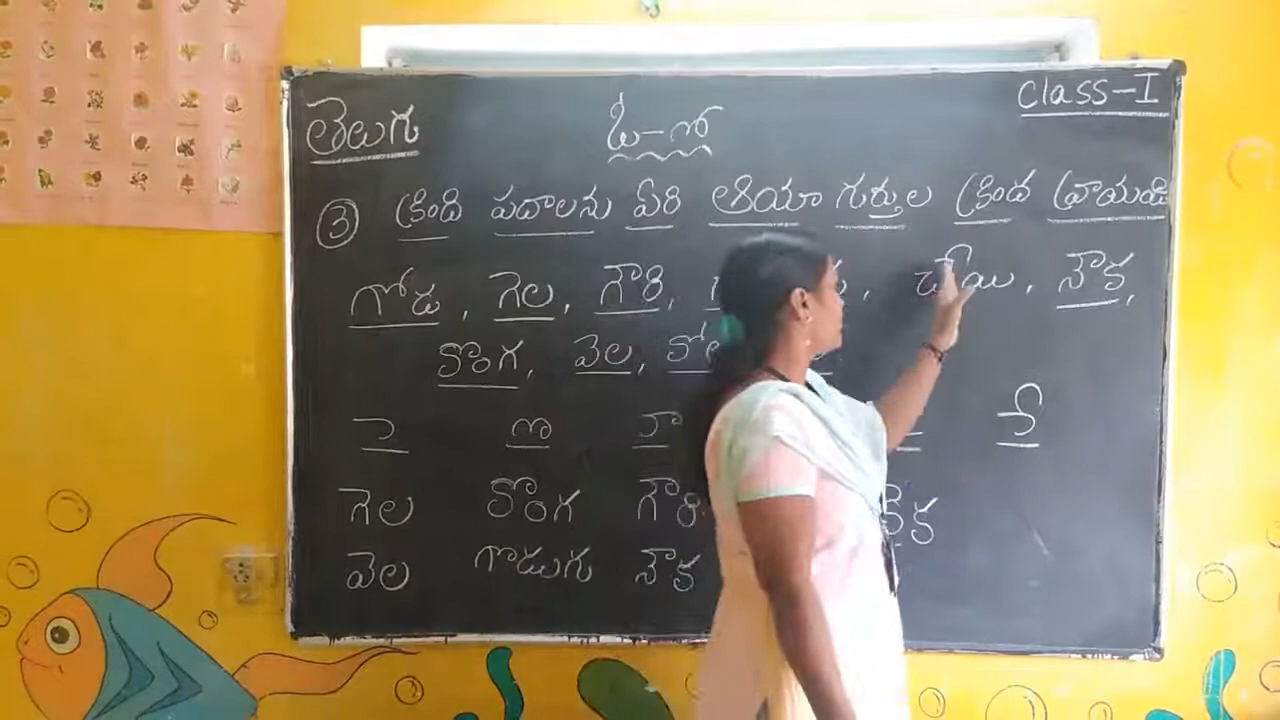 తెలుగు ఓ-ో Class-I
③ క్రింది పదాలను ఏరి ఆయా గుర్తుల క్రింద వ్రాయండి
గోడు, గెల, గౌరి, చేయి, నౌక,
కొంగ, వెల,
ె ొ ౌ ే
గెల కొంగ గౌరి
వెల గొడుగు నౌక